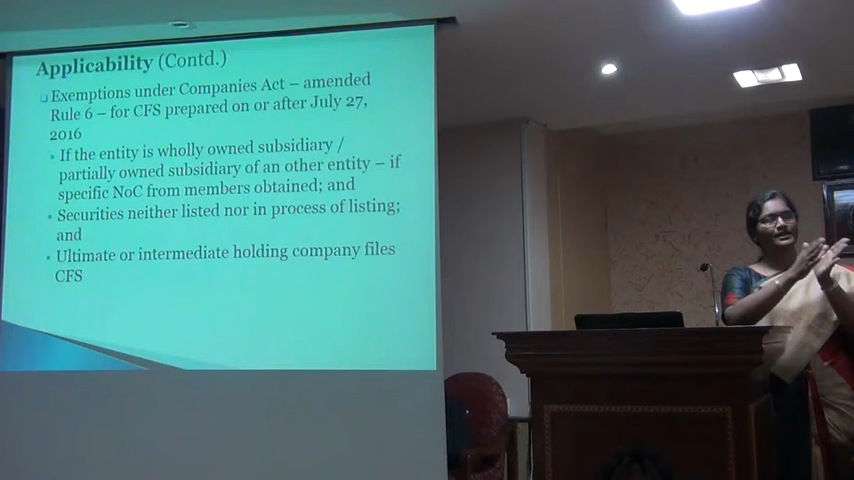 Applicability (Contd.)
Exemptions under Companies Act – amended
Rule 6 – for CFS prepared on or after July 27,
2016
• If the entity is wholly owned subsidiary /
partially owned subsidiary of an other entity – if
specific NoC from members obtained; and
• Securities neither listed nor in process of listing;
and
• Ultimate or intermediate holding company files
CFS